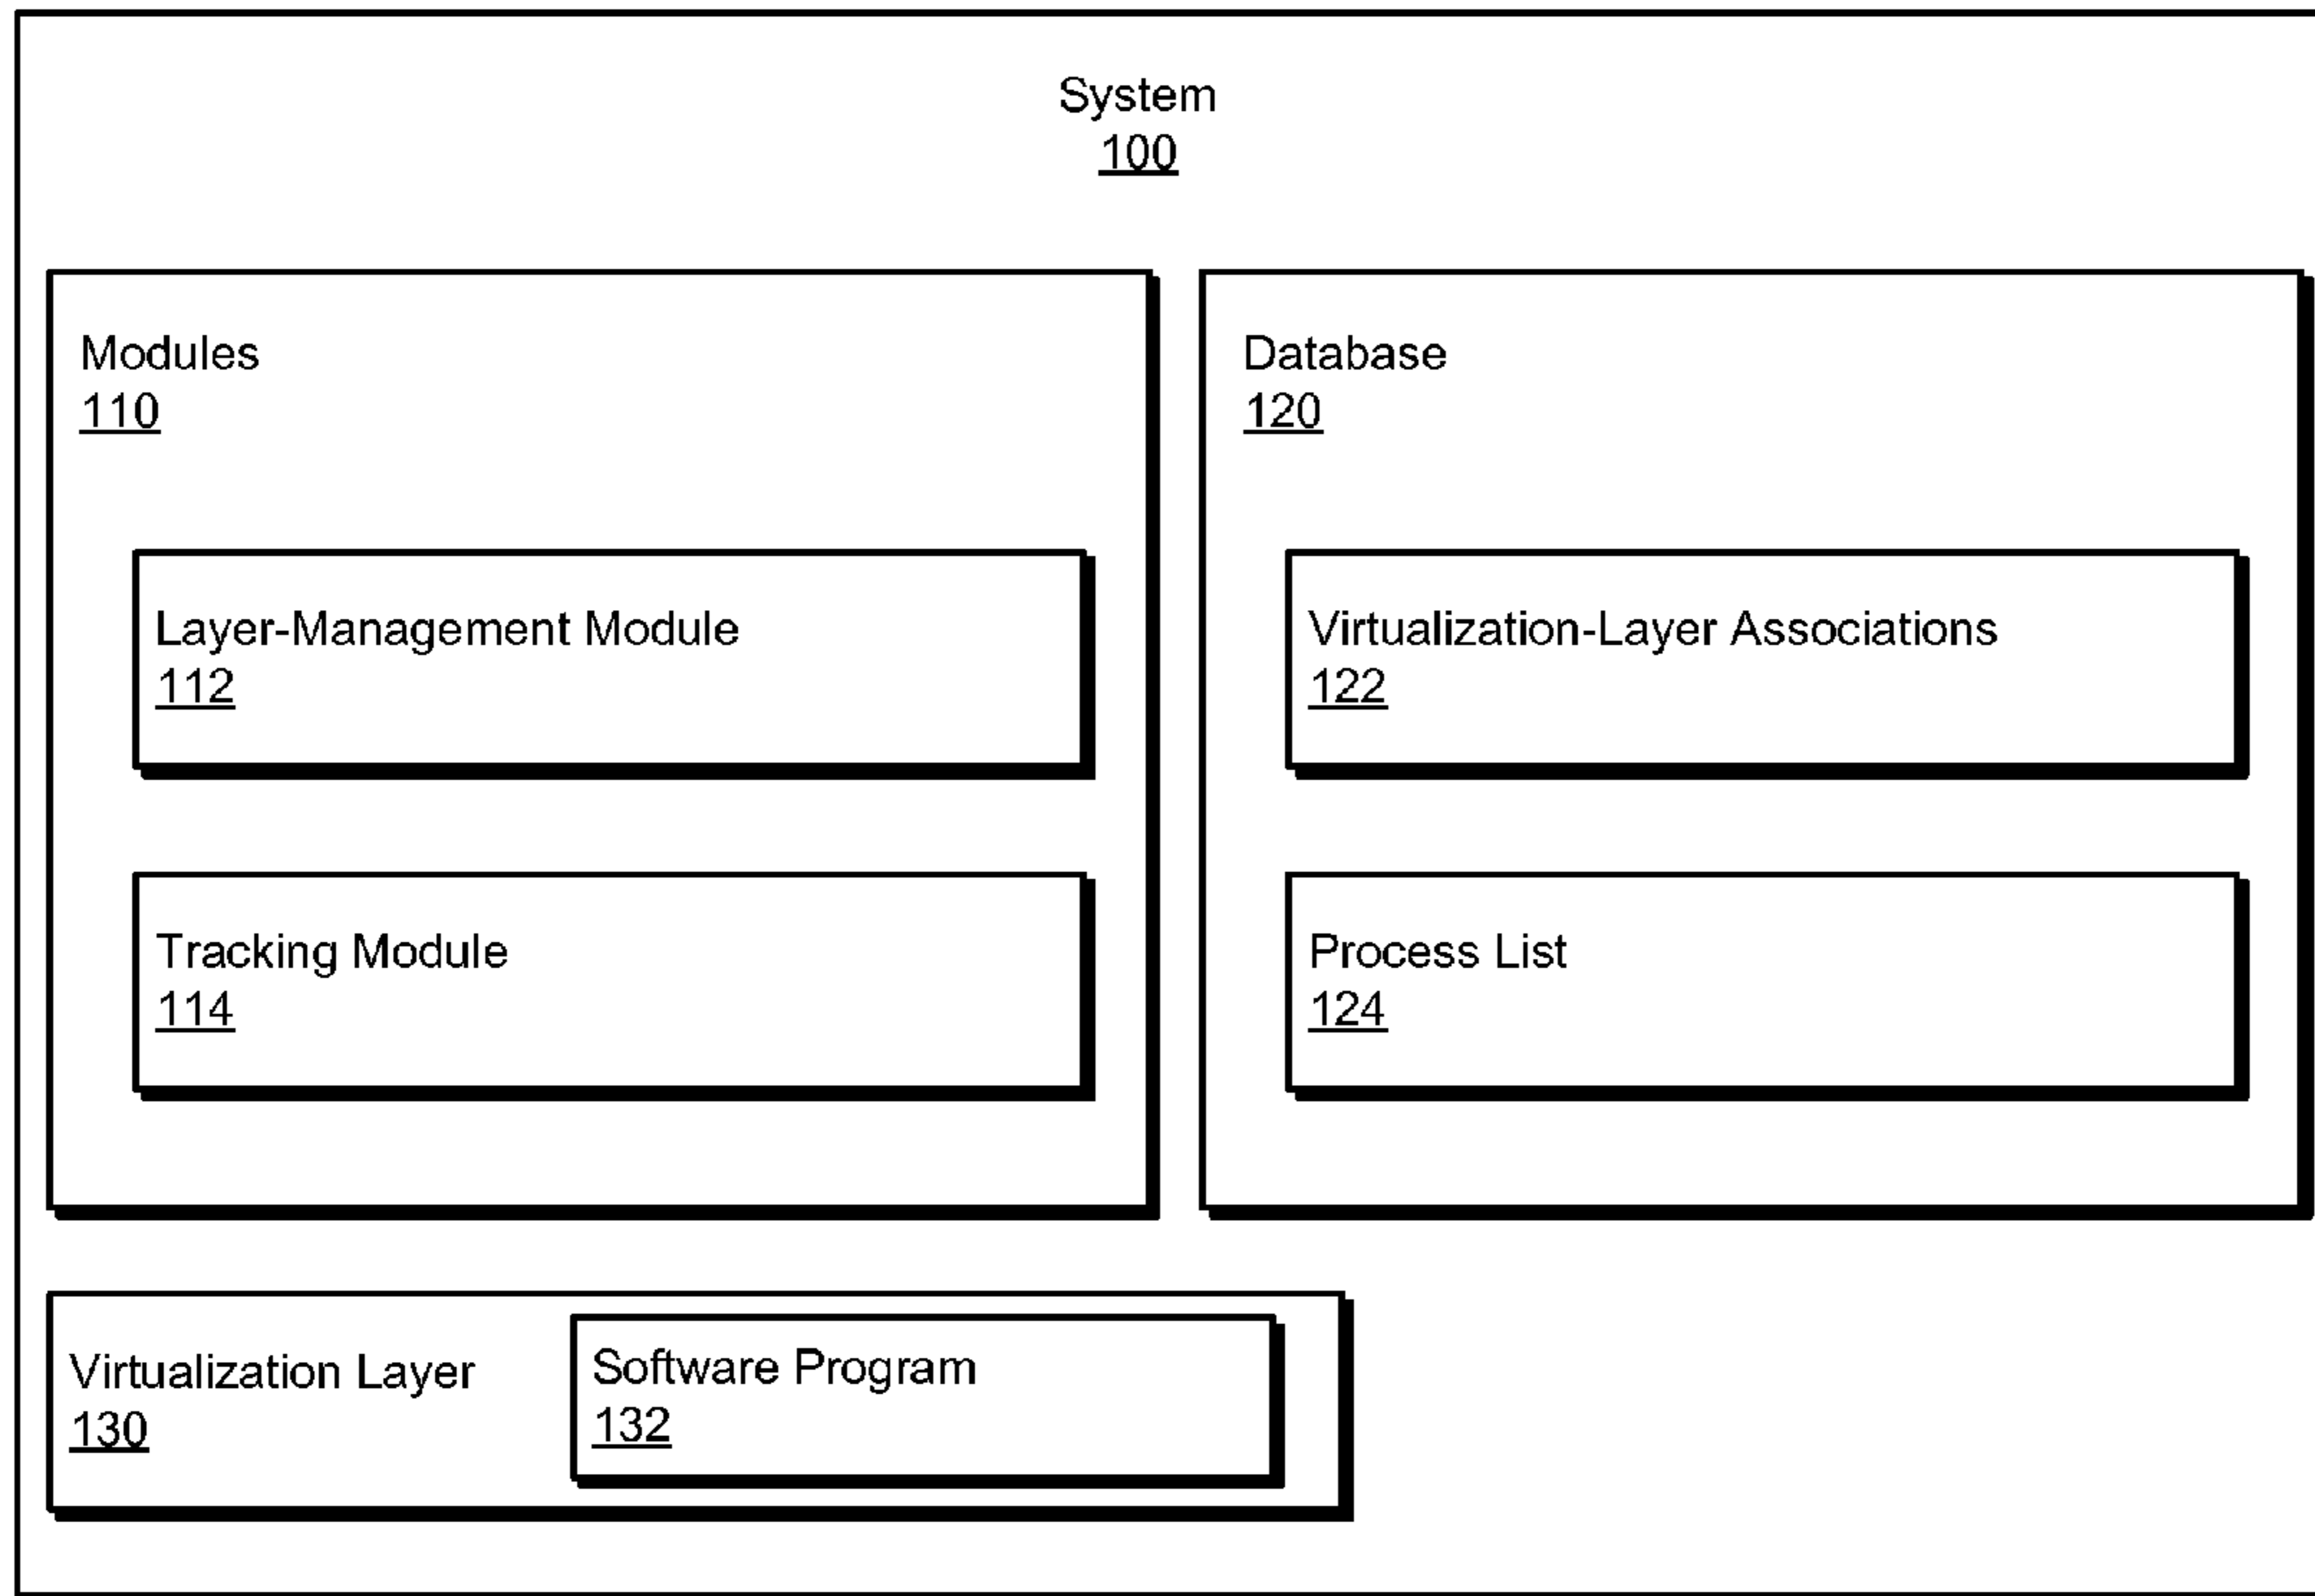 System
100
Modules
110
Layer-Management Module
112
Tracking Module
114
Database
120
Virtualization-Layer Associations
122
Process List
124
Virtualization Layer
130
Software Program
132